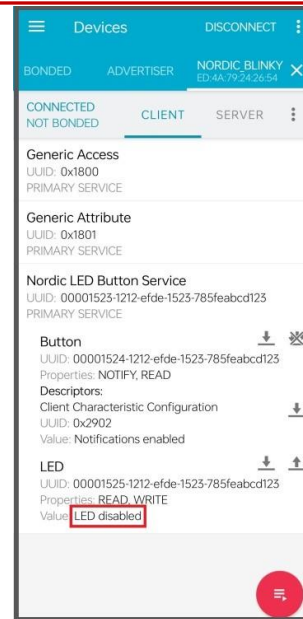 Devices
DISCONNECT
BONDED
ADVERTISER
NORDIC_BLINKY
ED:4A:79:24:26:54
CONNECTED
NOT BONDED
CLIENT
SERVER
Generic Access
UUID: 0x1800
PRIMARY SERVICE
Generic Attribute
UUID: 0x1801
PRIMARY SERVICE
Nordic LED Button Service
UUID: 00001523-1212-efde-1523-785feabcd123
PRIMARY SERVICE
Button
UUID: 00001524-1212-efde-1523-785feabcd123
Properties: NOTIFY, READ
Descriptors:
Client Characteristic Configuration
UUID: 0x2902
Value: Notifications enabled
LED
UUID: 00001525-1212-efde-1523-785feabcd123
Properties: READ, WRITE
Value: LED disabled